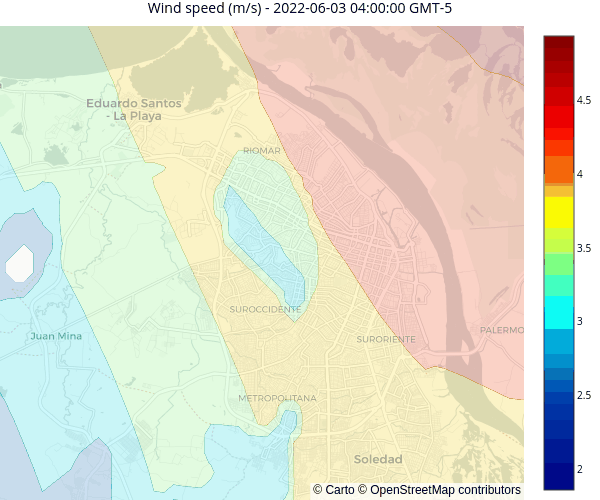 Wind speed (m/s) - 2022-06-03 04:00:00 GMT-5
Eduardo Santos
- La Playa
RIOMAR
SUROCCIDENTE
Juan Mina
SURORIENTE
PALERMO
METROPOLITANA
Soledad
© Carto © OpenStreetMap contributors
4.5
4
3.5
3
2.5
2